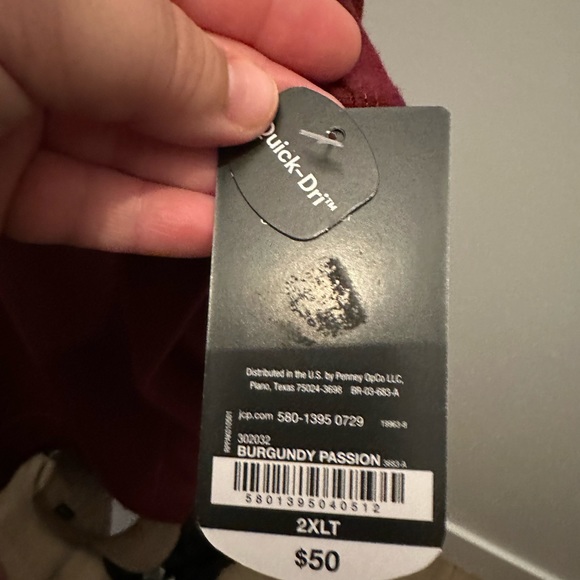 Quick-Dri™
Distributed in the U.S. by Penney OpCo LLC,
Plano, Texas 75024-3698 BR-03-683-A
jcp.com 580-1395 0729
302032
BURGUNDY PASSION
5801395040512
2XLT
$50